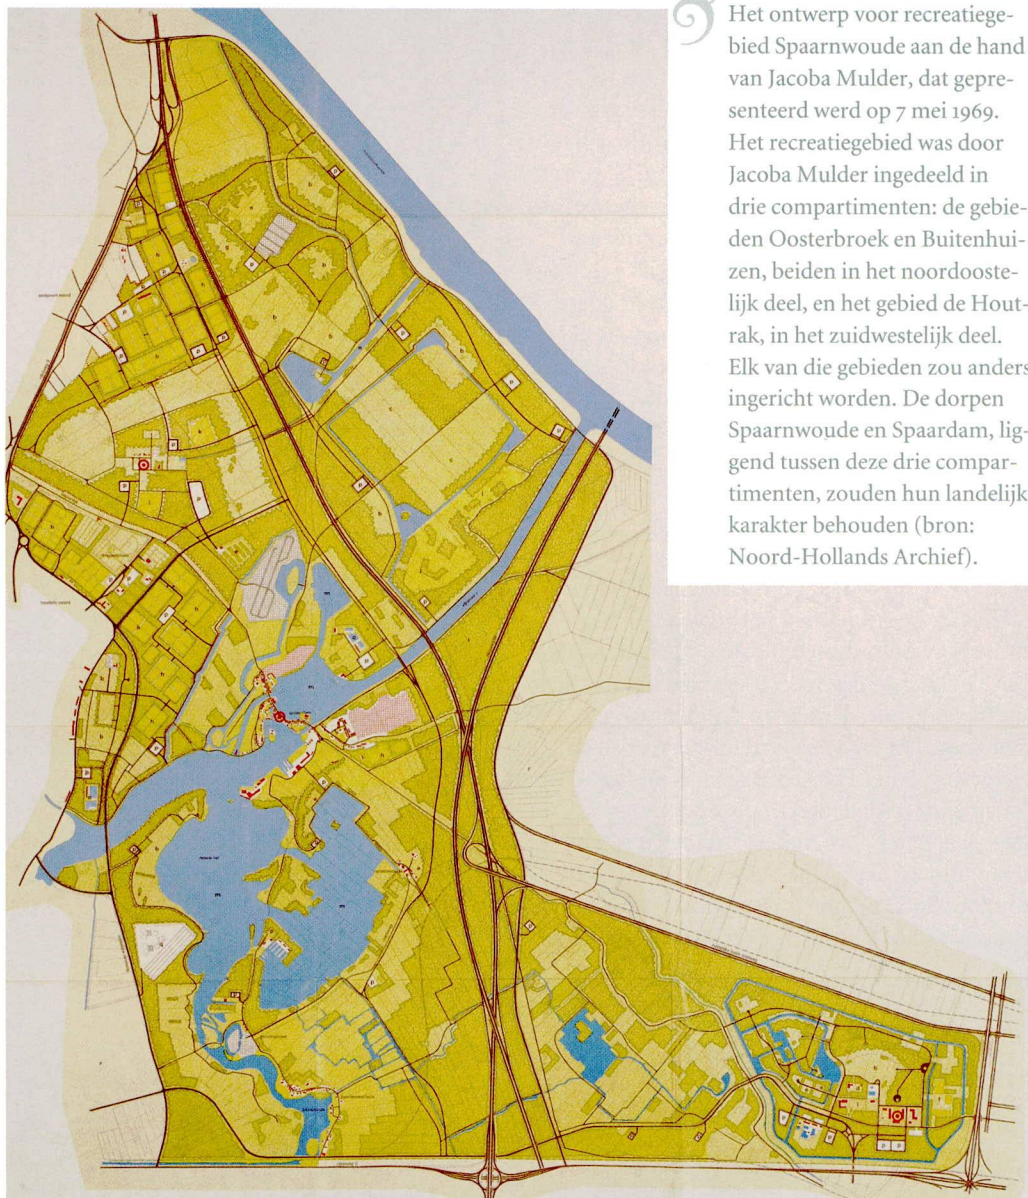 Het ontwerp voor recreatiege-
bied Spaarnwoude aan de hand
van Jacoba Mulder, dat gepre-
senteerd werd op 7 mei 1969.
Het recreatiegebied was door
Jacoba Mulder ingedeeld in
drie compartimenten: de gebie-
den Oosterbroek en Buitenhui-
zen, beiden in het noordooste-
lijk deel, en het gebied de Hout-
rak, in het zuidwestelijk deel.
Elk van die gebieden zou anders
ingericht worden. De dorpen
Spaarnwoude en Spaardam, lig-
gend tussen deze drie compar-
timenten, zouden hun landelijk
karakter behouden (bron:
Noord-Hollands Archief).